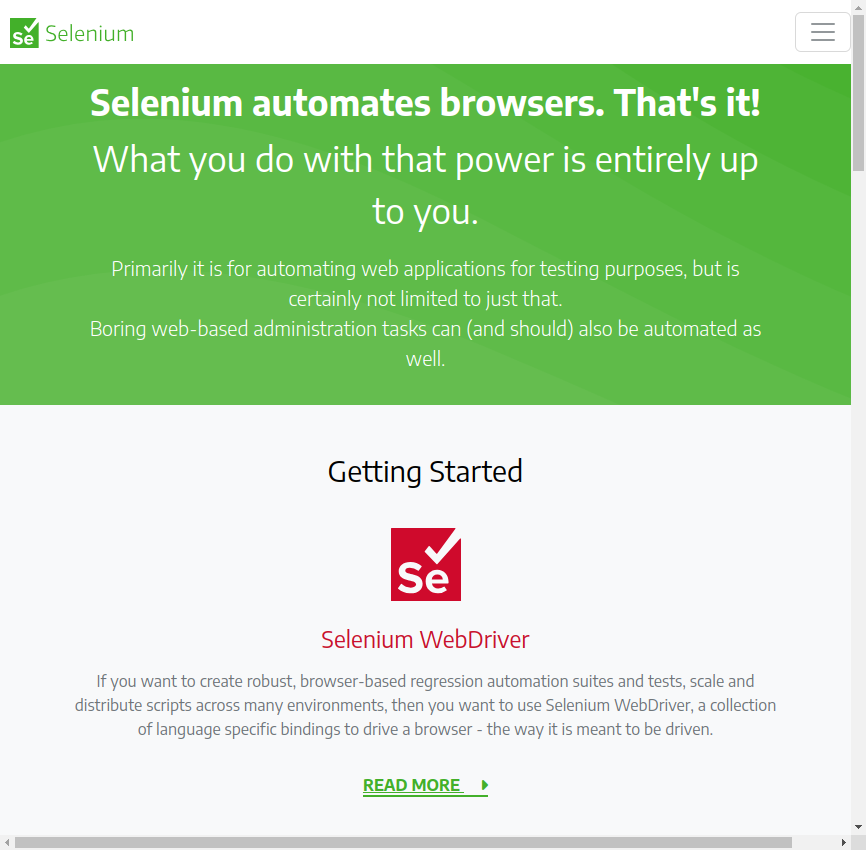 Se Selenium
Selenium automates browsers. That's it!
What you do with that power is entirely up
to you.
Primarily it is for automating web applications for testing purposes, but is
certainly not limited to just that.
Boring web-based administration tasks can (and should) also be automated as
well.
Getting Started
Se
Selenium WebDriver
If you want to create robust, browser-based regression automation suites and tests, scale and
distribute scripts across many environments, then you want to use Selenium WebDriver, a collection
of language specific bindings to drive a browser - the way it is meant to be driven.
READ MORE